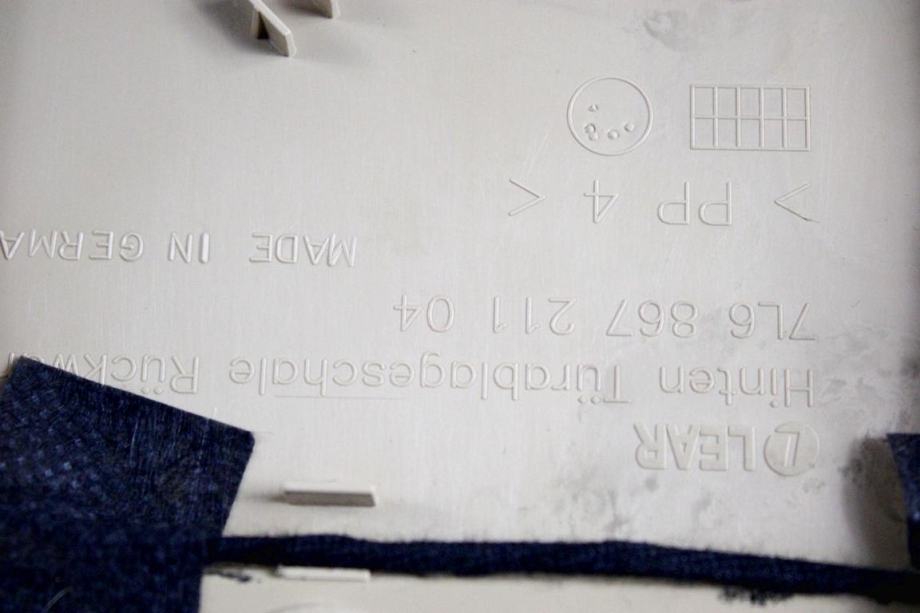 L LEAR
Hinten Türablageschale Rückw
7L6 867 211 04
MADE IN GERMA
> PP 4 <